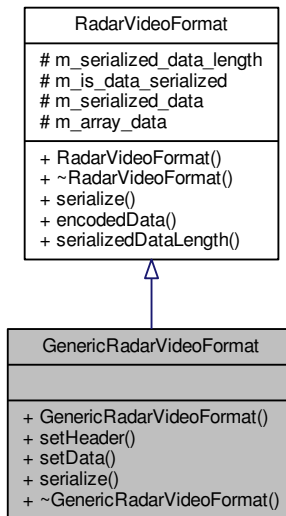 RadarVideoFormat
# m_serialized_data_length
# m_is_data_serialized
# m_serialized_data
# m_array_data
+ RadarVideoFormat()
+ ~RadarVideoFormat()
+ serialize()
+ encodedData()
+ serializedDataLength()
GenericRadarVideoFormat
+ GenericRadarVideoFormat()
+ setHeader()
+ setData()
+ serialize()
+ ~GenericRadarVideoFormat()